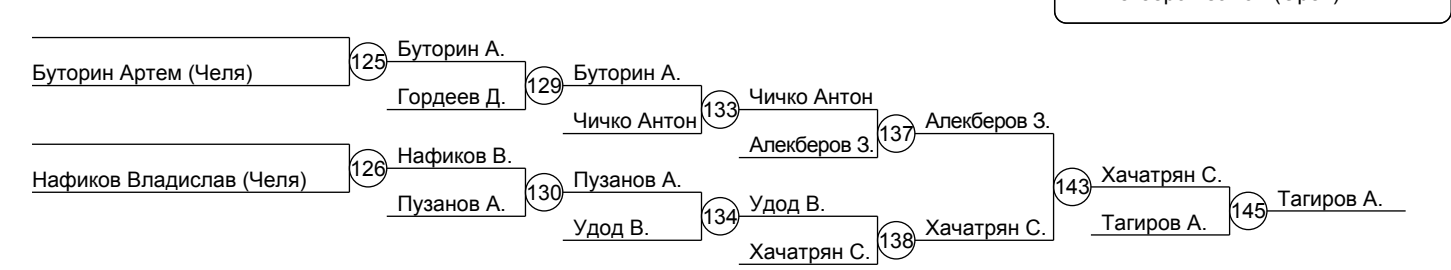 Буторин А.
125
Буторин Артем (Челя)
Буторин А.
Гордеев Д.
129
Чичко Антон
133
Чичко Антон
Алекберов З.
137
Алекберов З.
Нафиков В.
126
Нафиков Владислав (Челя)
Пузанов А.
Пузанов А.
130
Удод В.
134
Удод В.
Хачатрян С.
138
Хачатрян С.
143
Хачатрян С.
Тагиров А.
145
Тагиров А.